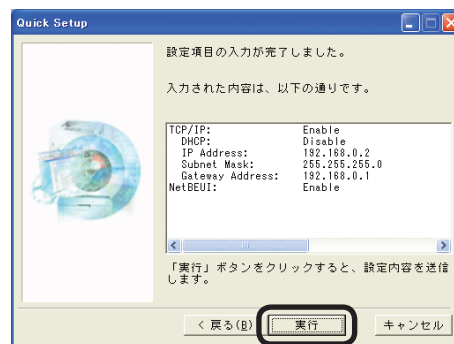 Quick Setup
設定項目の入力が完了しました。
入力された内容は、以下の通りです。
TCP/IP: Enable
DHCP: Disable
IP Address: 192.168.0.2
Subnet Mask: 255.255.255.0
Gateway Address: 192.168.0.1
NetBEUI: Enable
「実行」ボタンをクリックすると、設定内容を送信
します。
< 戻る(B)
実行
キャンセル